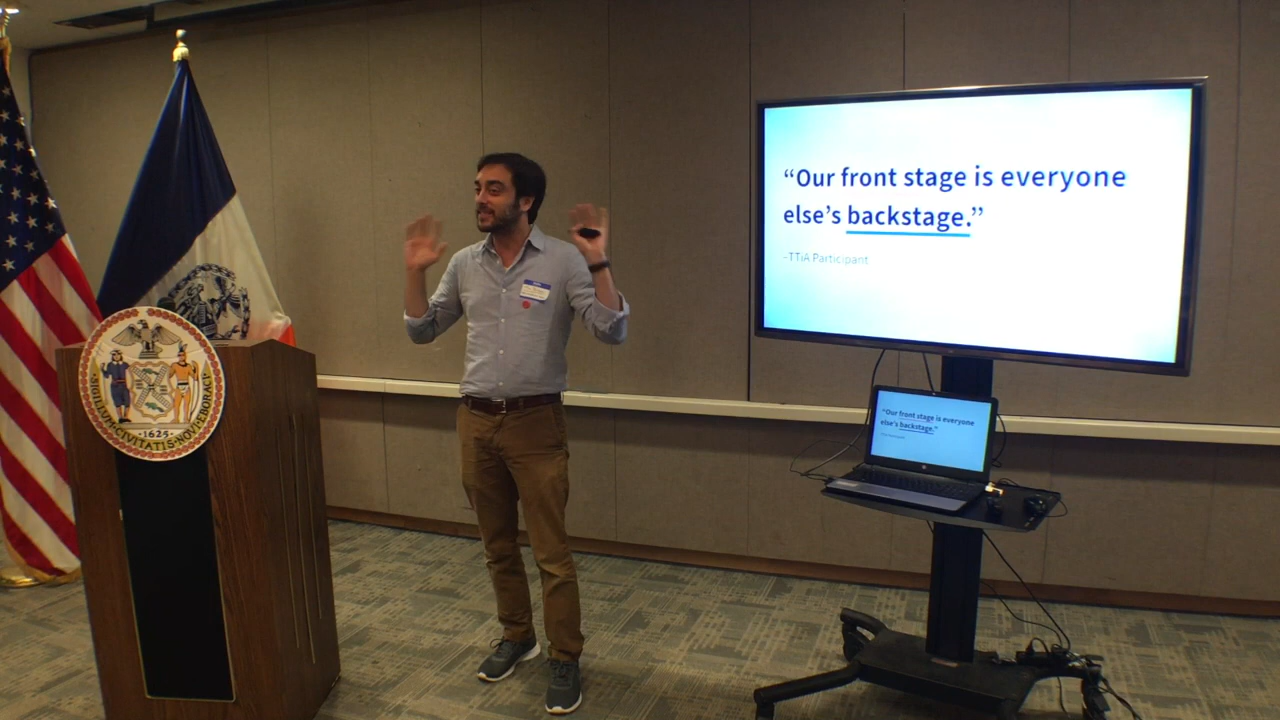 “Our front stage is everyone
else’s backstage.”
–TTiA Participant
SIGILLVM CIVITATIS NOVI EBORACI
·1625·
“Our front stage is everyone
else’s backstage.”